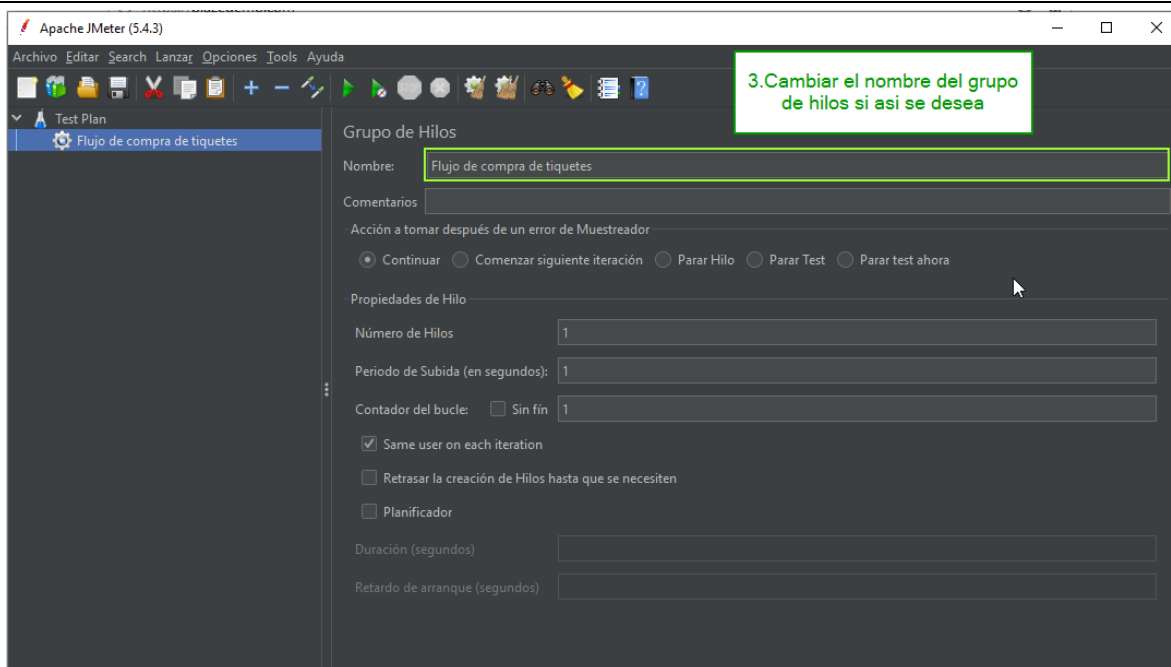 Apache JMeter (5.4.3)
Archivo Editar Search Lanzar Opciones Tools Ayuda
3.Cambiar el nombre del grupo
de hilos si asi se desea
Test Plan
Flujo de compra de tiquetes
Grupo de Hilos
Nombre: Flujo de compra de tiquetes
Comentarios
Acción a tomar después de un error de Muestreador
Continuar Comenzar siguiente iteración Parar Hilo Parar Test Parar test ahora
Propiedades de Hilo
Número de Hilos 1
Periodo de Subida (en segundos): 1
Contador del bucle: Sin fín 1
Same user on each iteration
Retrasar la creación de Hilos hasta que se necesiten
Planificador
Duración (segundos)
Retardo de arranque (segundos)